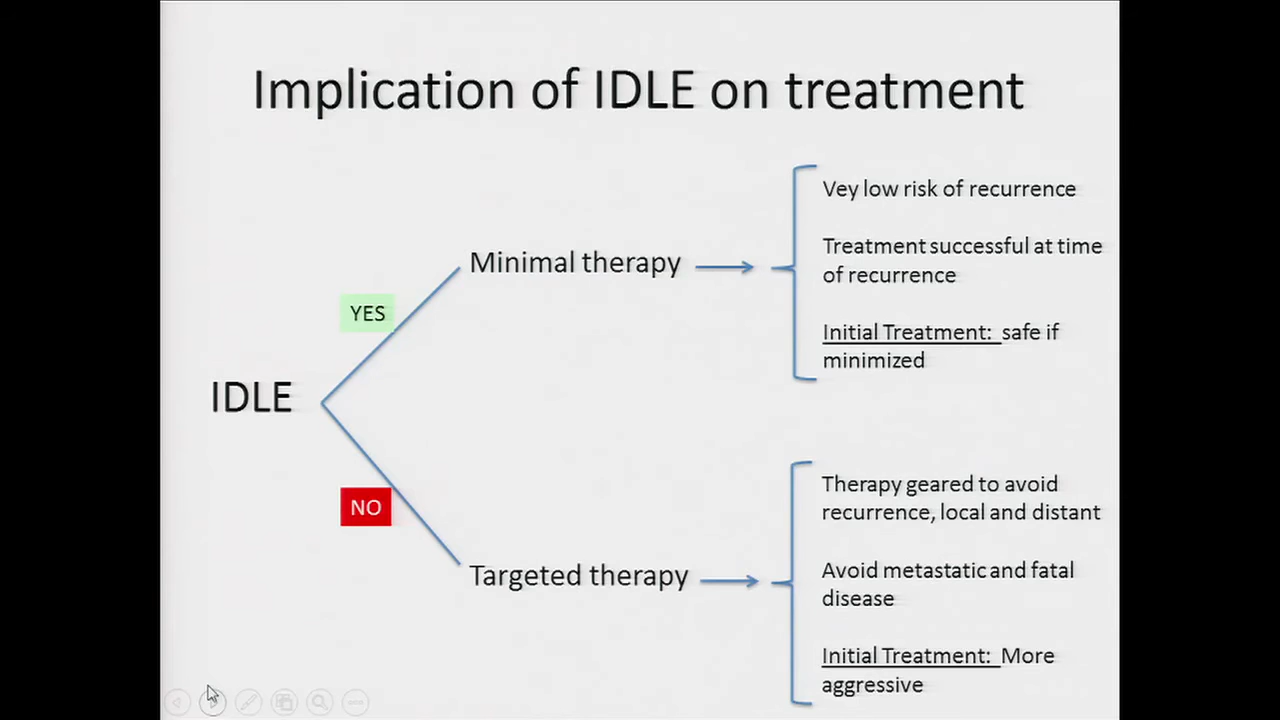 Implication of IDLE on treatment
Vey low risk of recurrence
Treatment successful at time
of recurrence
Minimal therapy
Initial Treatment: safe if
minimized
YES
IDLE
NO
Therapy geared to avoid
recurrence, local and distant
Targeted therapy
Avoid metastatic and fatal
disease
Initial Treatment: More
aggressive